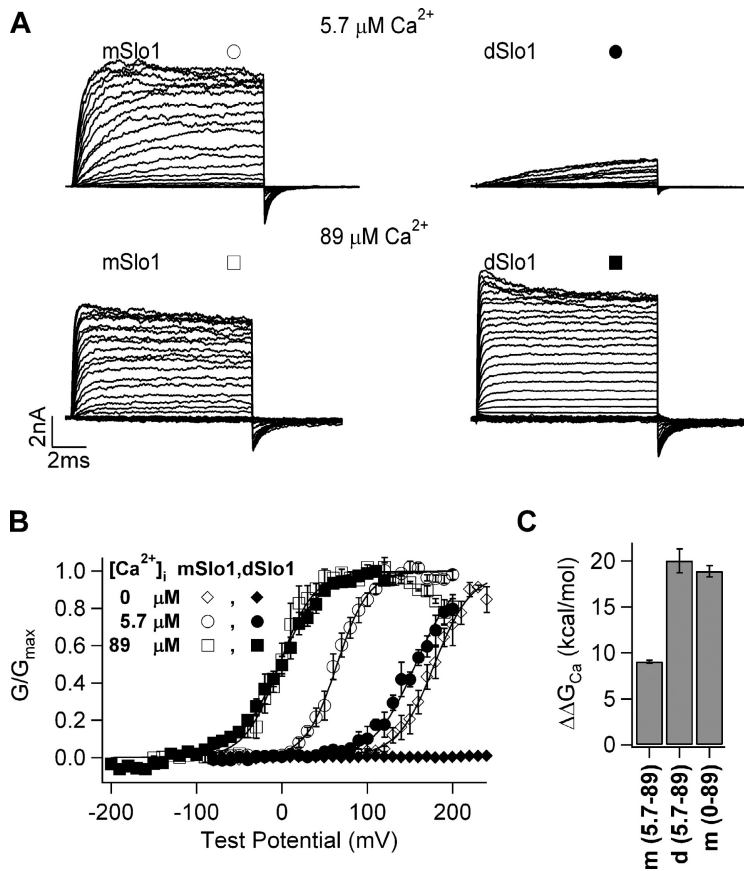 A
5.7 μM Ca²⁺
mSlo1 ○ dSlo1 ●
89 μM Ca²⁺
mSlo1 □ dSlo1 ■
2nA
2ms
B
[Ca²⁺]ᵢ mSlo1,dSlo1
0 μM ◇ , ◆
5.7 μM ○ , ●
89 μM □ , ■
G/Gmax
1.0
0.8
0.6
0.4
0.2
0.0
-200 -100 0 100 200
Test Potential (mV)
C
ΔΔG_Ca (kcal/mol)
20
15
10
5
0
m (5.7-89)
d (5.7-89)
m (0-89)